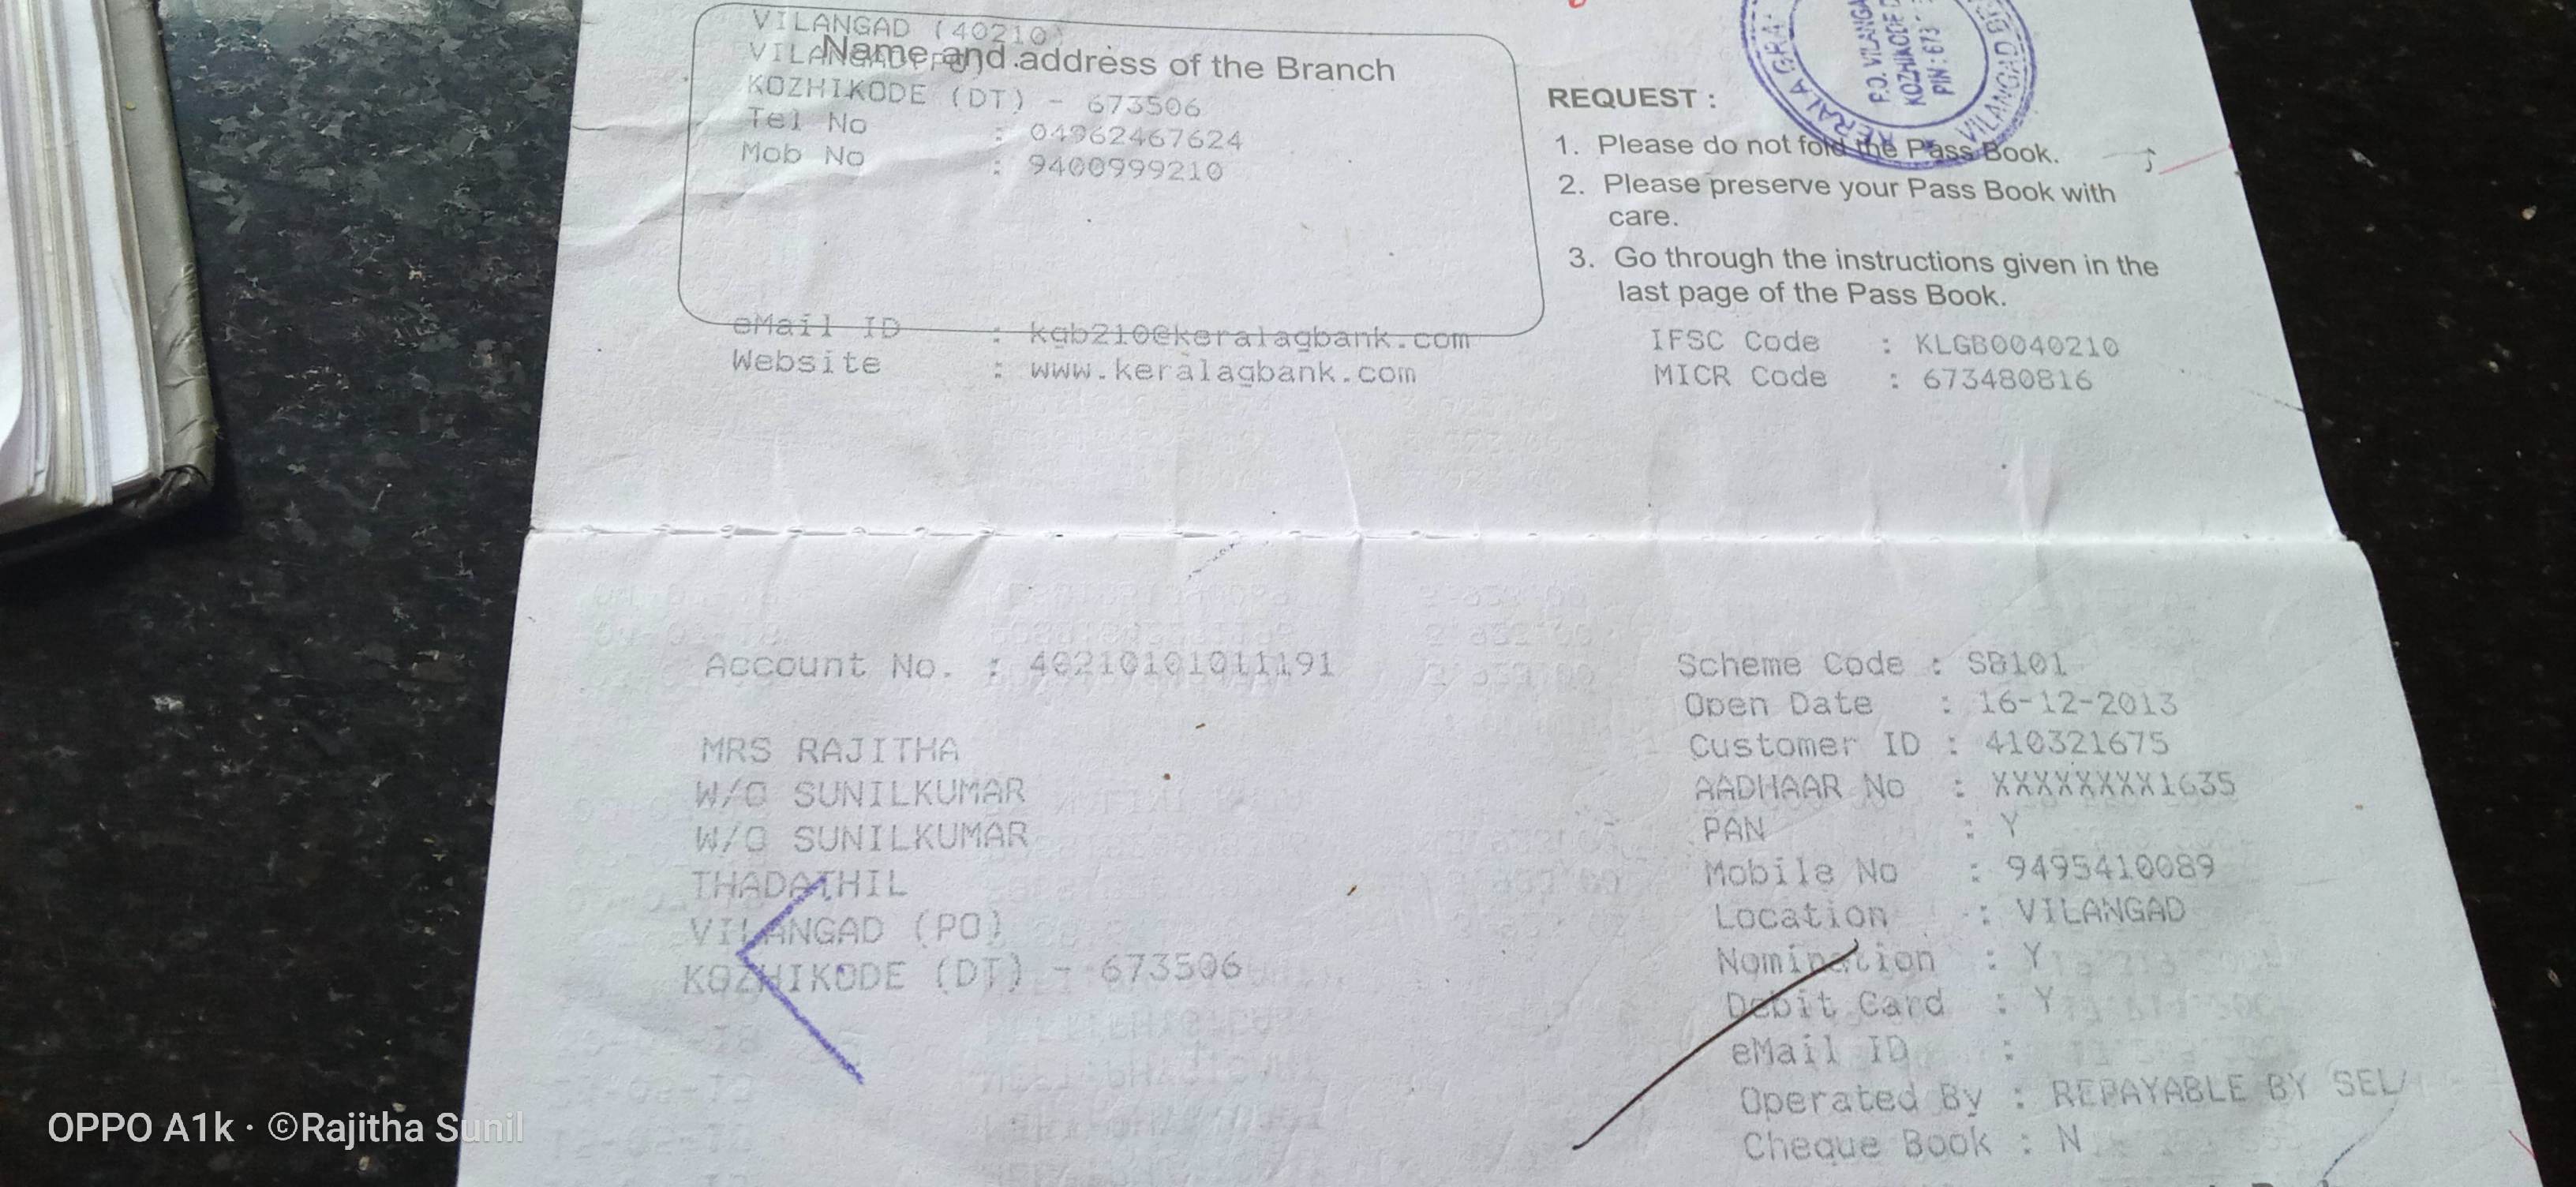 VILANGAD (40210)
VILANGAD (PO)
Name and address of the Branch
KOZHIKODE (DT) - 673506
Tel No : 04962467624
Mob No : 9400999210
eMail ID : kgb210@keralagbank.com
Website : www.keralagbank.com
KERALA GRA
P.O. VILANGA
KOZHIKODE D
PIN: 673
VILANGAD
REQUEST :
1. Please do not fold the Pass Book.
2. Please preserve your Pass Book with
care.
3. Go through the instructions given in the
last page of the Pass Book.
IFSC Code : KLGB0040210
MICR Code : 673480816
Account No. : 40210101011191
MRS RAJITHA
W/O SUNILKUMAR
W/O SUNILKUMAR
THADATHIL
VILANGAD (PO)
KOZHIKODE (DT) - 673506
Scheme Code : SB101
Open Date : 16-12-2013
Customer ID : 410321675
AADHAAR No : XXXXXXXX1635
PAN : Y
Mobile No : 9495410089
Location : VILANGAD
Nomination : Y
Debit Card : Y
eMail ID :
Operated By : REPAYABLE BY SEL
Cheque Book : N
OPPO A1k · ©Rajitha Sunil